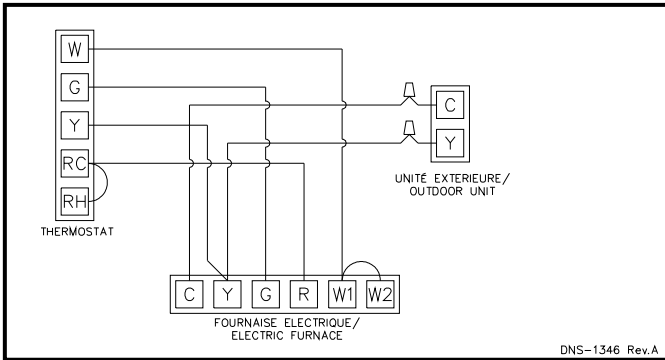 W
G
Y
RC
RH
THERMOSTAT
C
Y
UNITÉ EXTERIEURE/
OUTDOOR UNIT
C Y G R W1 W2
FOURNAISE ELECTRIQUE/
ELECTRIC FURNACE
DNS-1346 Rev.A